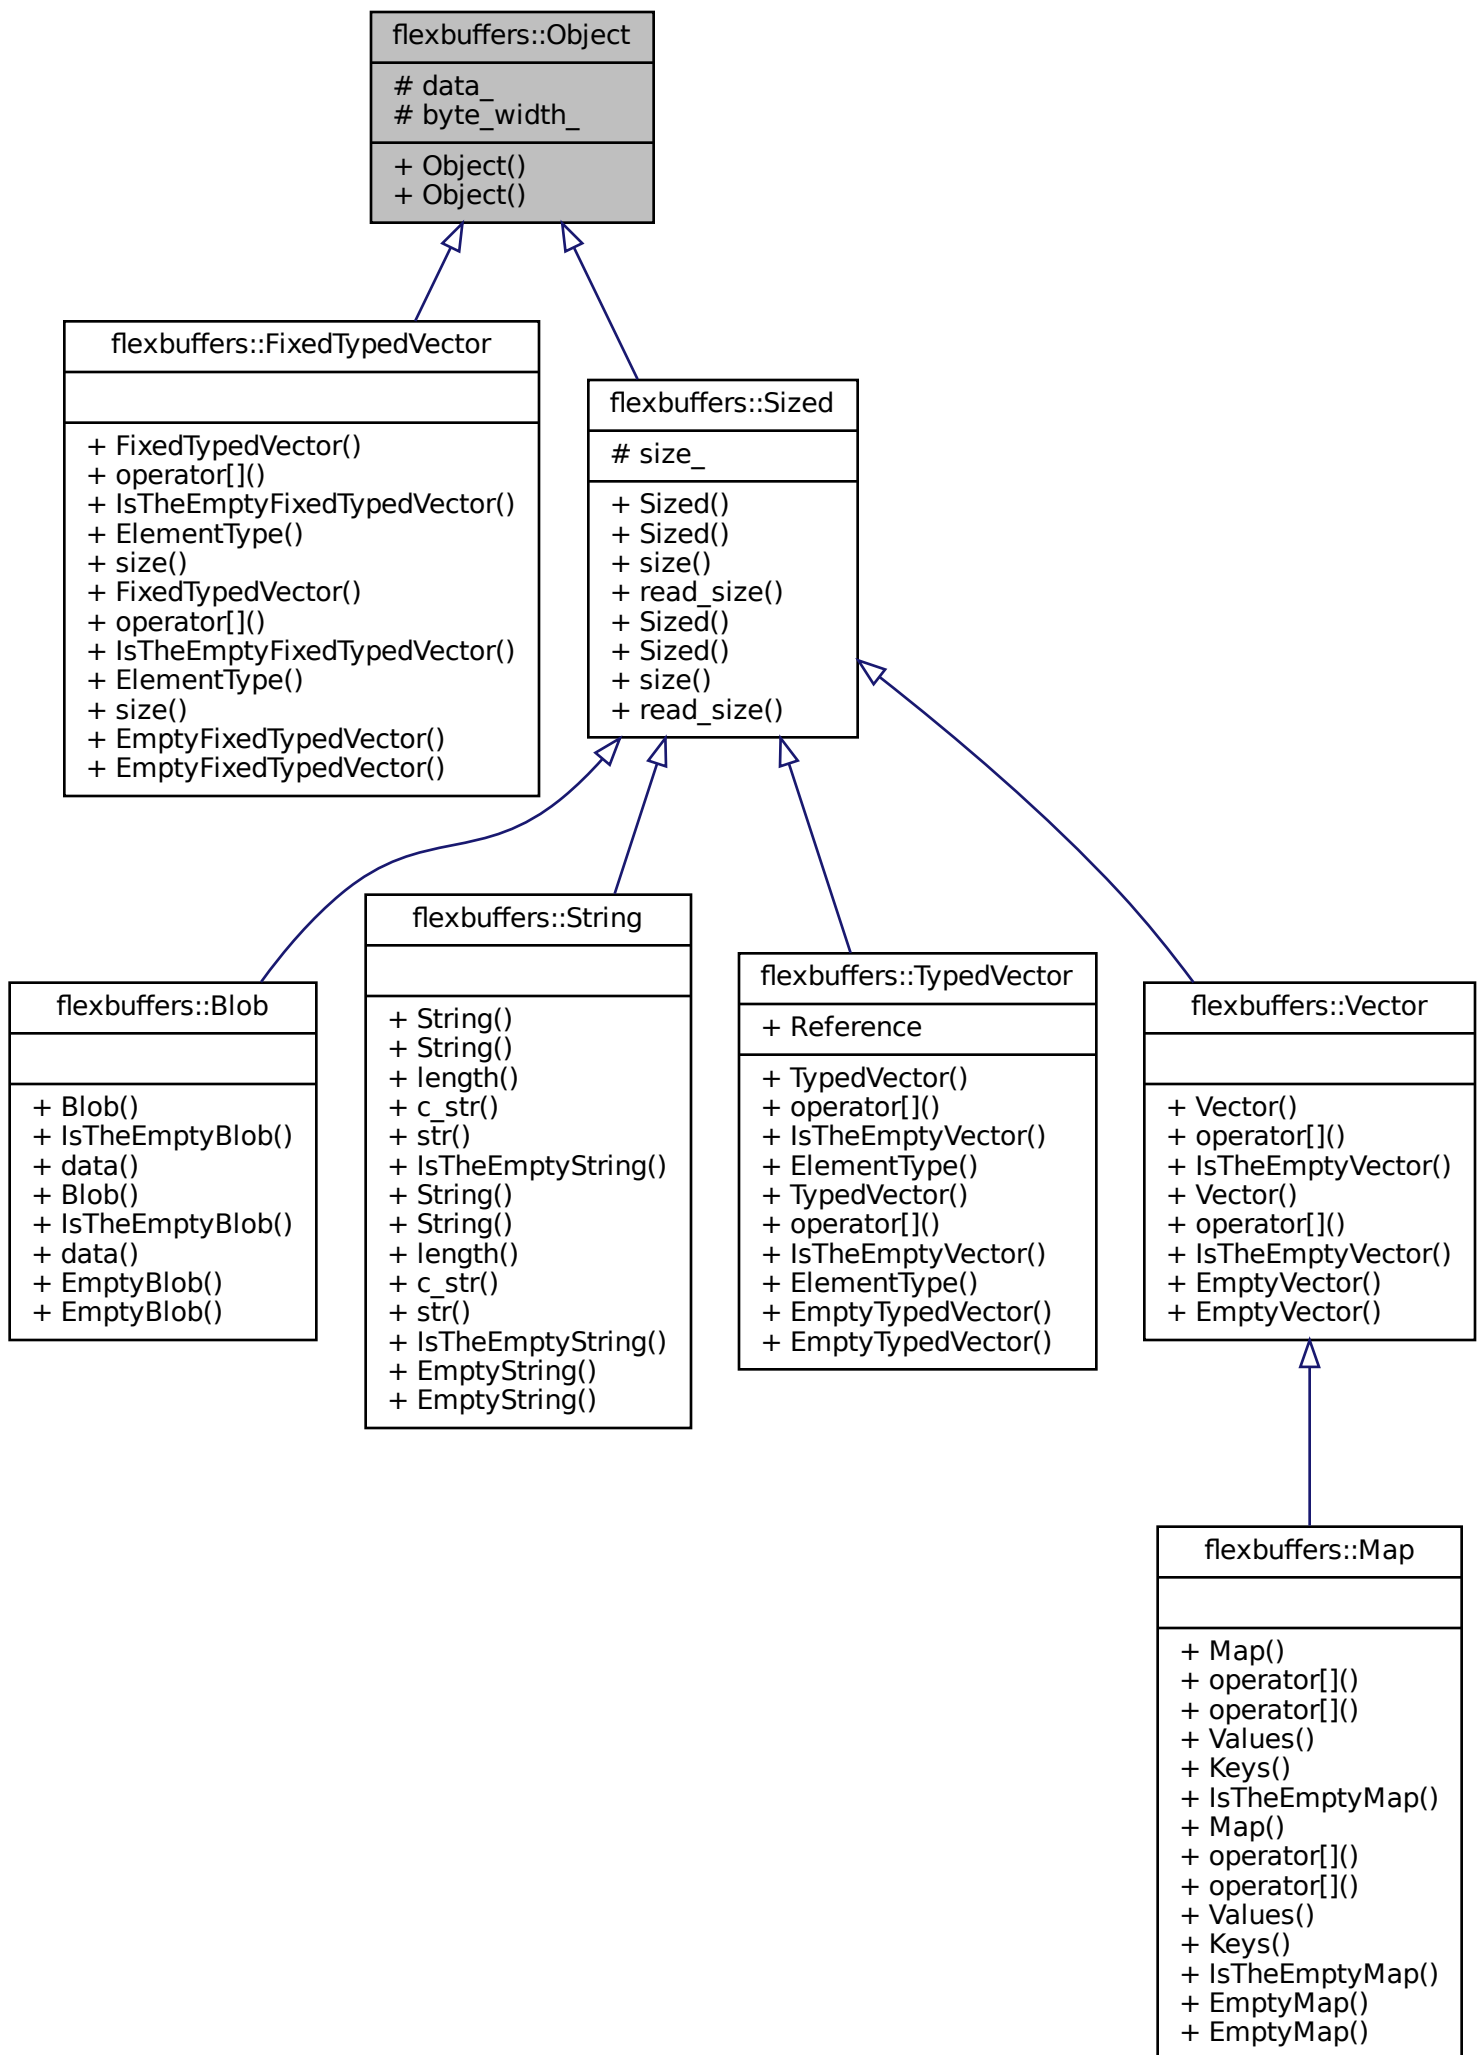 flexbuffers::Object
# data_
# byte_width_
+ Object()
+ Object()
flexbuffers::FixedTypedVector
+ FixedTypedVector()
+ operator[]()
+ IsTheEmptyFixedTypedVector()
+ ElementType()
+ size()
+ FixedTypedVector()
+ operator[]()
+ IsTheEmptyFixedTypedVector()
+ ElementType()
+ size()
+ EmptyFixedTypedVector()
+ EmptyFixedTypedVector()
flexbuffers::Sized
# size_
+ Sized()
+ Sized()
+ size()
+ read_size()
+ Sized()
+ Sized()
+ size()
+ read_size()
flexbuffers::Blob
+ Blob()
+ IsTheEmptyBlob()
+ data()
+ Blob()
+ IsTheEmptyBlob()
+ data()
+ EmptyBlob()
+ EmptyBlob()
flexbuffers::String
+ String()
+ String()
+ length()
+ c_str()
+ str()
+ IsTheEmptyString()
+ String()
+ String()
+ length()
+ c_str()
+ str()
+ IsTheEmptyString()
+ EmptyString()
+ EmptyString()
flexbuffers::TypedVector
+ Reference
+ TypedVector()
+ operator[]()
+ IsTheEmptyVector()
+ ElementType()
+ TypedVector()
+ operator[]()
+ IsTheEmptyVector()
+ ElementType()
+ EmptyTypedVector()
+ EmptyTypedVector()
flexbuffers::Vector
+ Vector()
+ operator[]()
+ IsTheEmptyVector()
+ Vector()
+ operator[]()
+ IsTheEmptyVector()
+ EmptyVector()
+ EmptyVector()
flexbuffers::Map
+ Map()
+ operator[]()
+ operator[]()
+ Values()
+ Keys()
+ IsTheEmptyMap()
+ Map()
+ operator[]()
+ operator[]()
+ Values()
+ Keys()
+ IsTheEmptyMap()
+ EmptyMap()
+ EmptyMap()